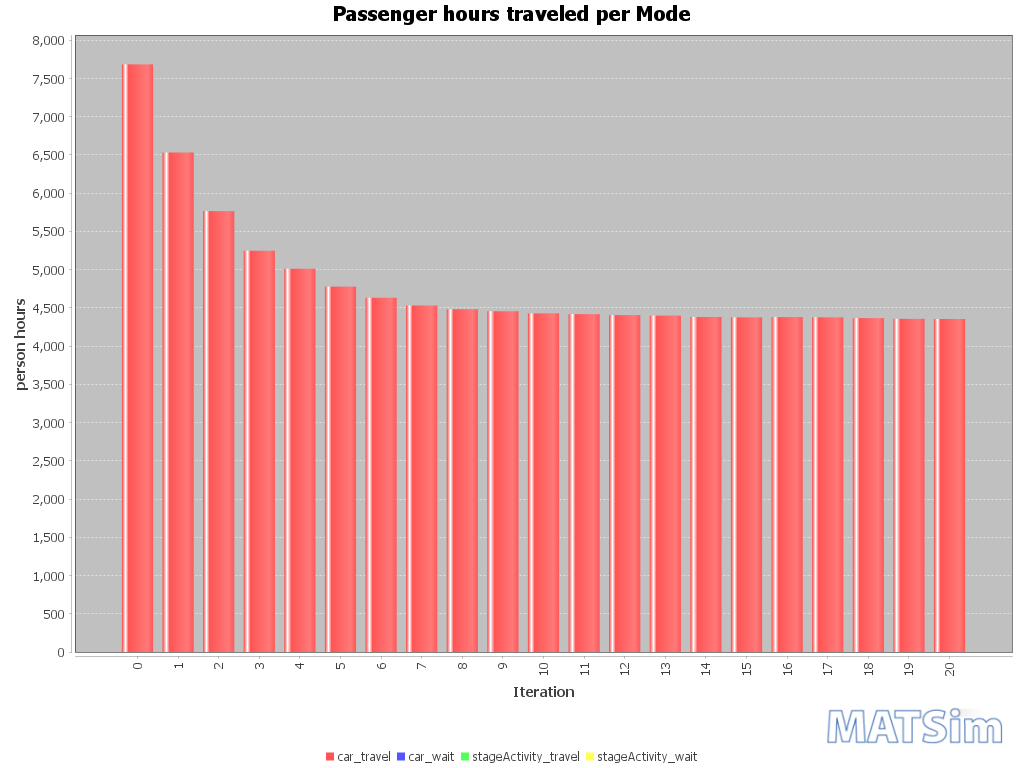 Passenger hours traveled per Mode
person hours
8,000
7,500
7,000
6,500
6,000
5,500
5,000
4,500
4,000
3,500
3,000
2,500
2,000
1,500
1,000
500
0
0 1 2 3 4 5 6 7 8 9 10 11 12 13 14 15 16 17 18 19 20
Iteration
MATSim
car_travel car_wait stageActivity_travel stageActivity_wait